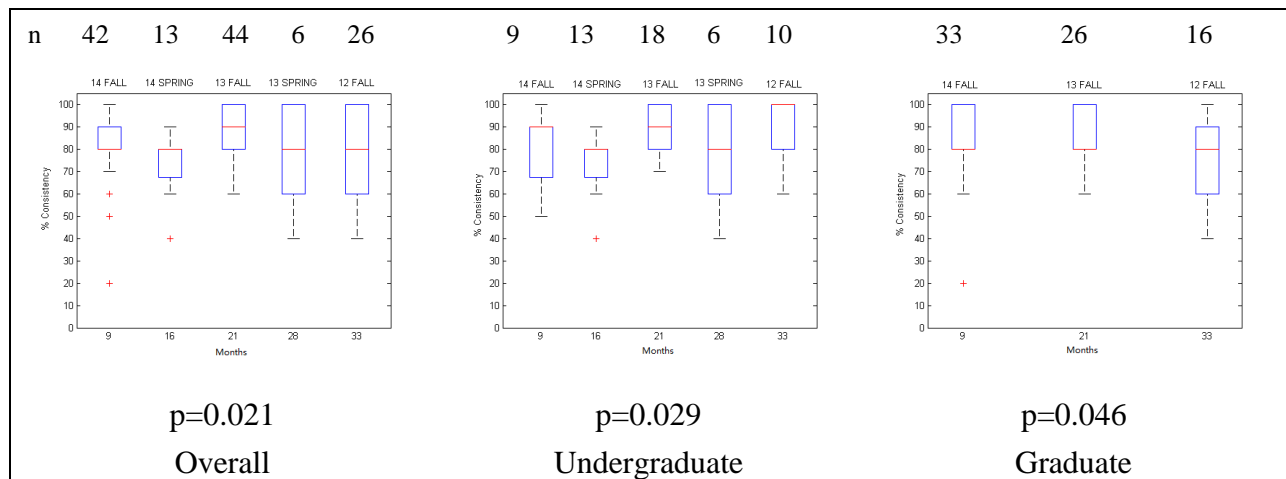 n 42 13 44 6 26 9 13 18 6 10 33 26 16
14 FALL 14 SPRING 13 FALL 13 SPRING 12 FALL
100
90
80
70
60
50
40
30
20
10
0
% Consistency
9 16 21 28 33
Months
14 FALL 14 SPRING 13 FALL 13 SPRING 12 FALL
100
90
80
70
60
50
40
30
20
10
0
% Consistency
9 16 21 28 33
Months
14 FALL 13 FALL 12 FALL
100
90
80
70
60
50
40
30
20
10
0
% Consistency
9 21 33
Months
p=0.021 p=0.029 p=0.046
Overall Undergraduate Graduate